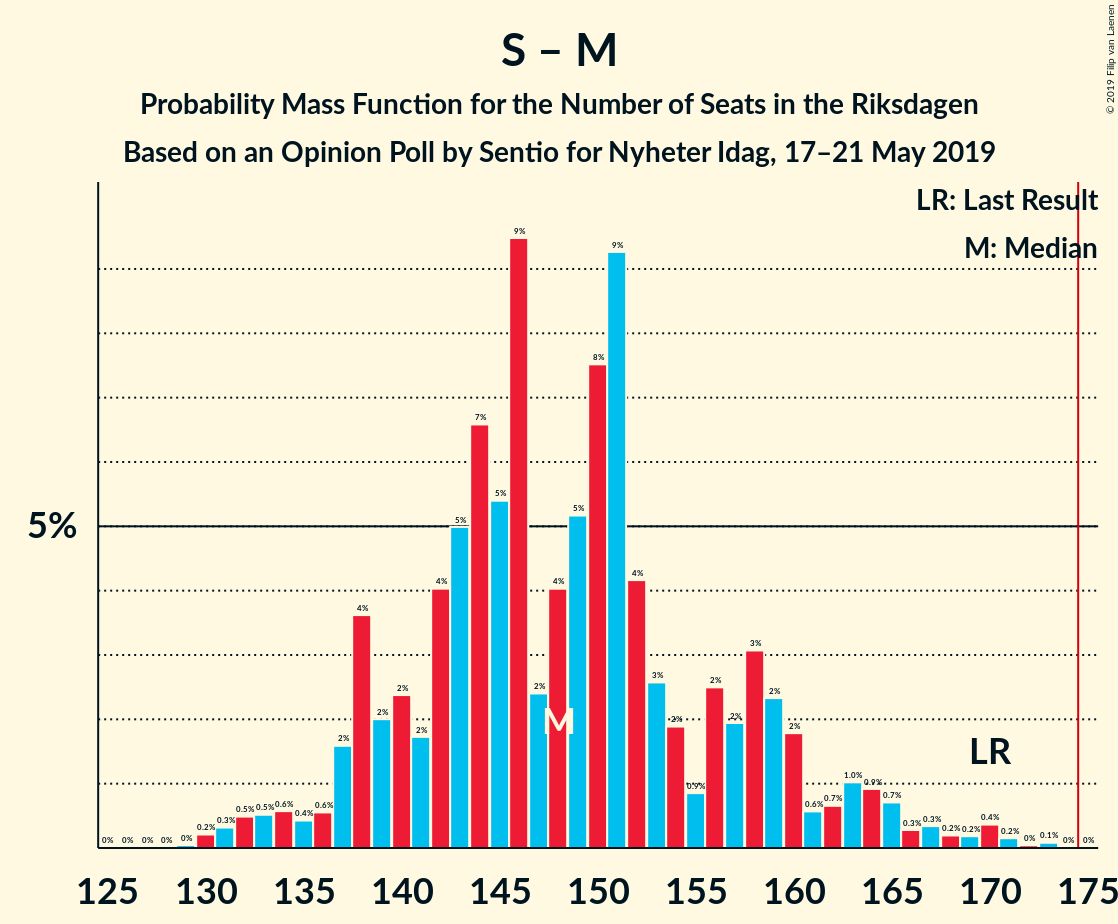 S – M
Probability Mass Function for the Number of Seats in the Riksdagen
Based on an Opinion Poll by Sentio for Nyheter Idag, 17–21 May 2019
© 2019 Filip van Laenen
LR: Last Result
M: Median
5%
0% 0% 0% 0% 0% 0.2% 0.3% 0.5% 0.5% 0.6% 0.4% 0.6% 2% 4% 2% 2% 2% 4% 5% 7% 5% 9% 2% 4% 5% 8% 9% 4% 3% 2% 0.9% 2% 2% 3% 2% 2% 0.6% 0.7% 1.0% 0.9% 0.7% 0.3% 0.3% 0.2% 0.2% 0.4% 0.2% 0% 0.1% 0% 0%
M
LR
125 130 135 140 145 150 155 160 165 170 175